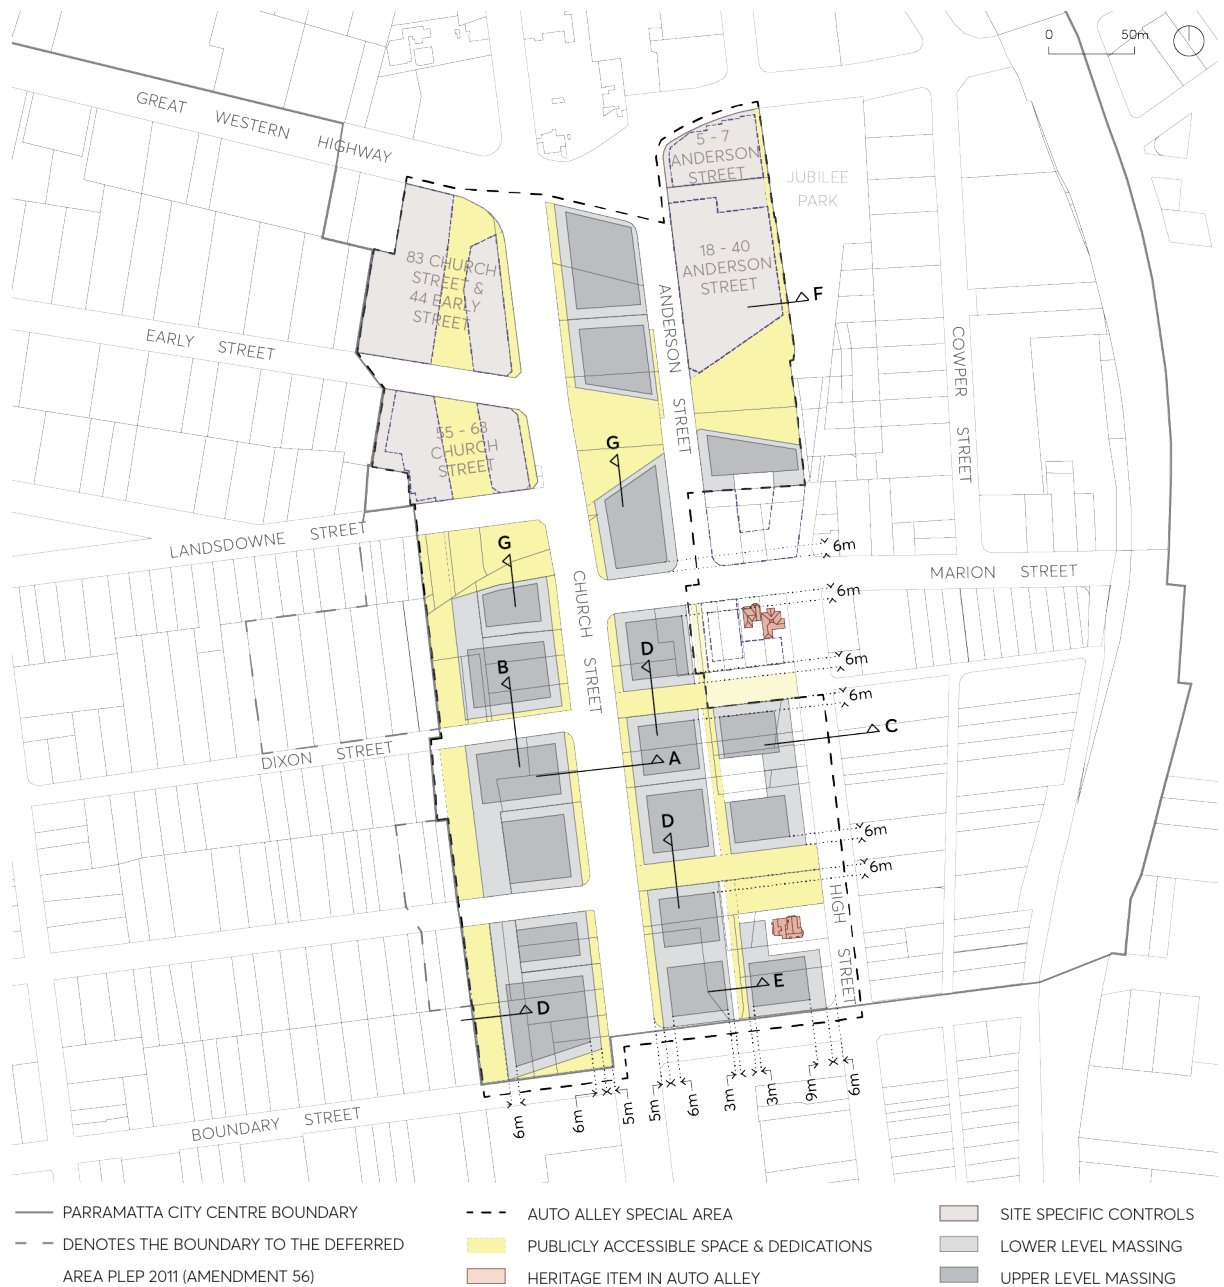 0 50m
GREAT WESTERN HIGHWAY
5 - 7
ANDERSON
STREET
JUBILEE
PARK
83 CHURCH
STREET &
44 EARLY
STREET
18 - 40
ANDERSON
STREET
F
ANDERSON STREET
EARLY STREET
COWPER STREET
55 - 63
CHURCH
STREET
G
LANDSDOWNE STREET
G
6m
MARION STREET
6m
CHURCH STREET
D
B
6m
6m
C
DIXON STREET
A
D
6m
6m
HIGH STREET
E
D
6m
6m
5m
5m
6m
3m
3m
9m
6m
BOUNDARY STREET
PARRAMATTA CITY CENTRE BOUNDARY
DENOTES THE BOUNDARY TO THE DEFERRED
AREA PLEP 2011 (AMENDMENT 56)
AUTO ALLEY SPECIAL AREA
PUBLICLY ACCESSIBLE SPACE & DEDICATIONS
HERITAGE ITEM IN AUTO ALLEY
SITE SPECIFIC CONTROLS
LOWER LEVEL MASSING
UPPER LEVEL MASSING